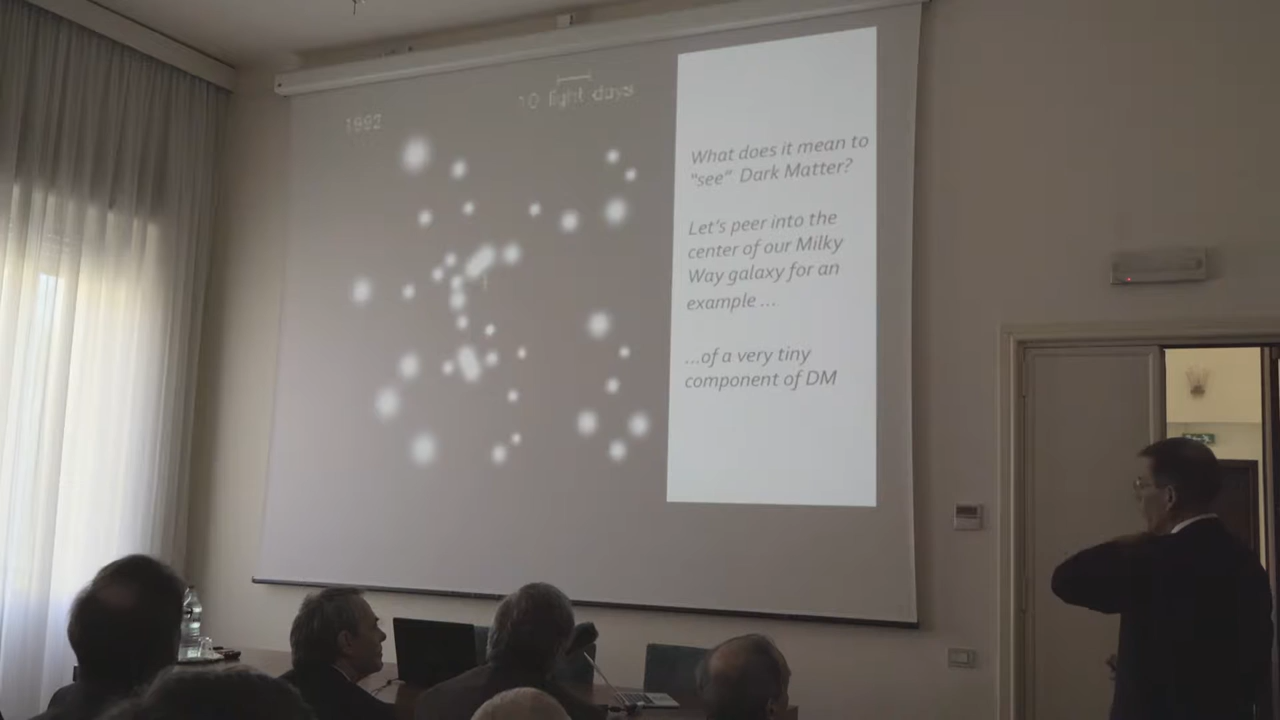 1992
10 light days
What does it mean to
"see" Dark Matter?
Let's peer into the
center of our Milky
Way galaxy for an
example ...
...of a very tiny
component of DM